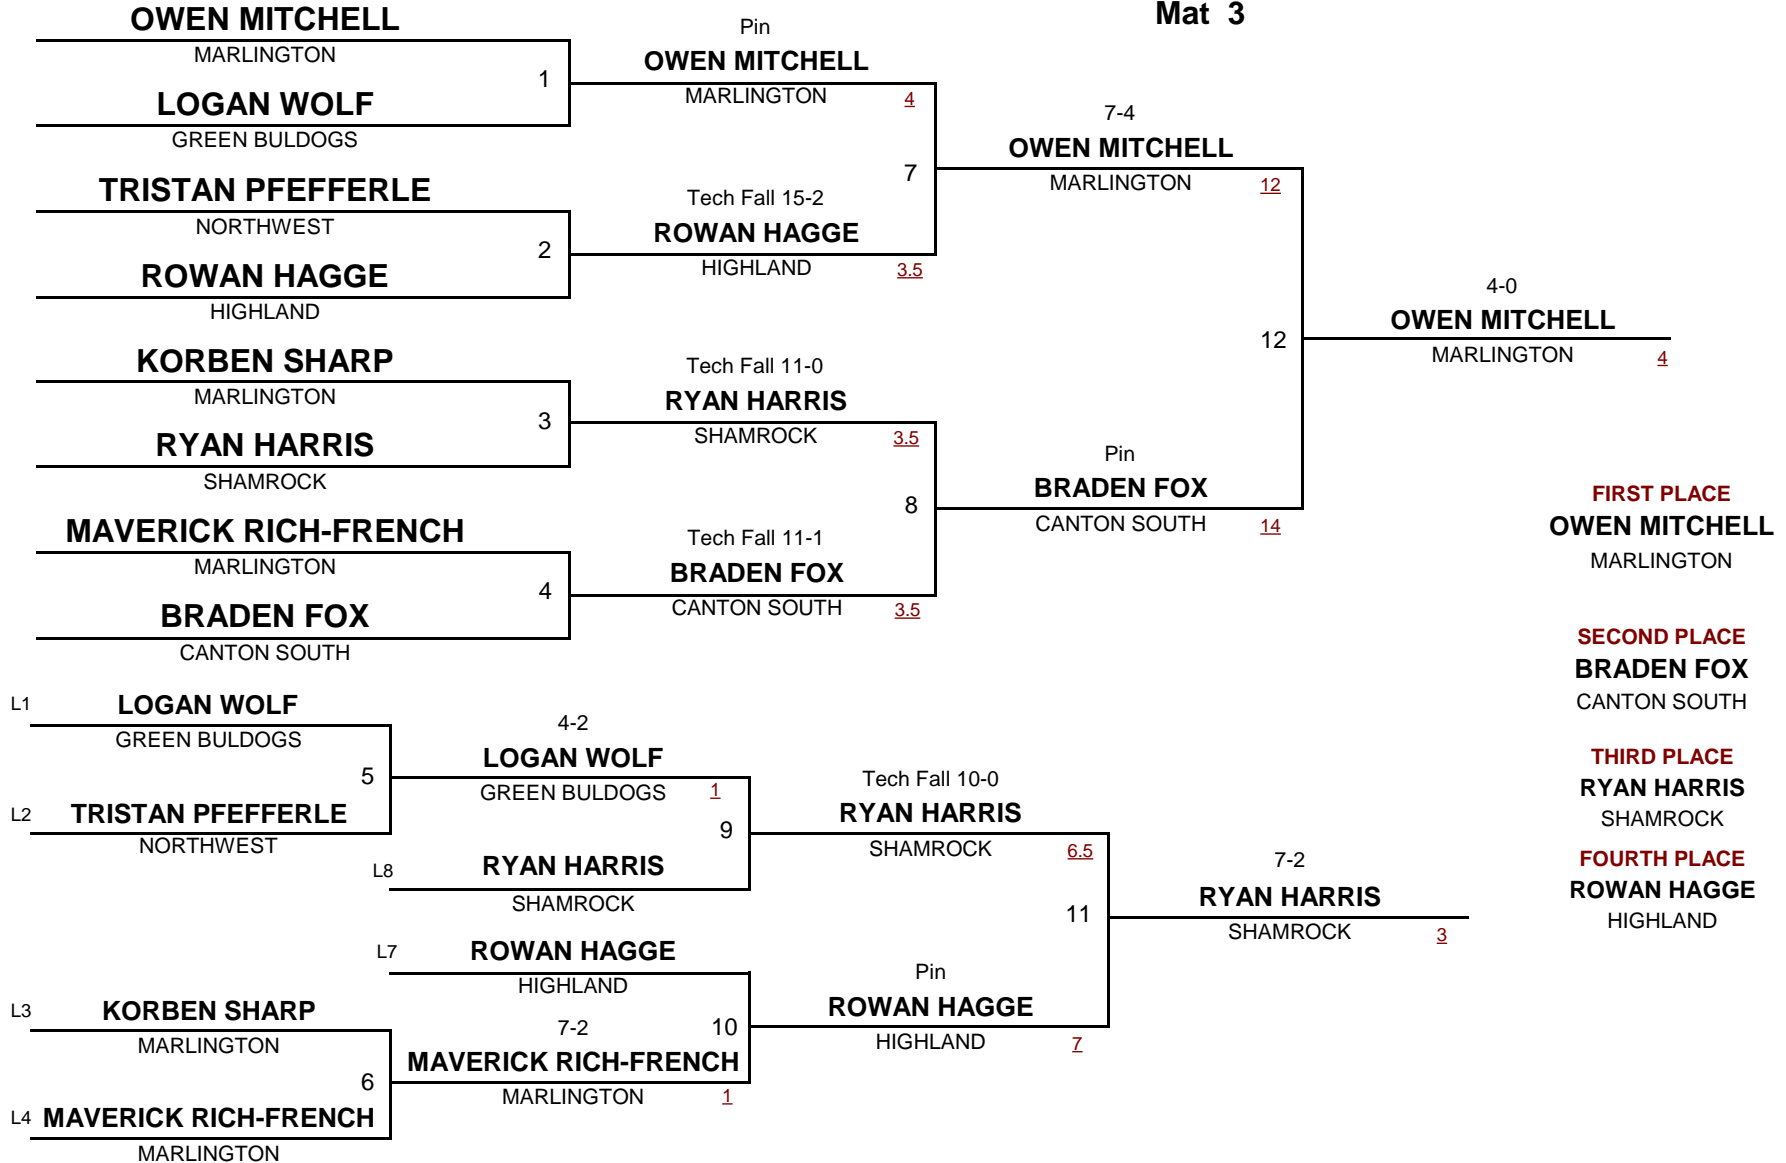 Mat 3
OWEN MITCHELL
MARLINGTON
1
LOGAN WOLF
GREEN BULDOGS
TRISTAN PFEFFERLE
NORTHWEST
2
ROWAN HAGGE
HIGHLAND
KORBEN SHARP
MARLINGTON
3
RYAN HARRIS
SHAMROCK
MAVERICK RICH-FRENCH
MARLINGTON
4
BRADEN FOX
CANTON SOUTH
Pin
OWEN MITCHELL
MARLINGTON 4
7
Tech Fall 15-2
ROWAN HAGGE
HIGHLAND 3.5
Tech Fall 11-0
RYAN HARRIS
SHAMROCK 3.5
8
Tech Fall 11-1
BRADEN FOX
CANTON SOUTH 3.5
7-4
OWEN MITCHELL
MARLINGTON 12
12
Pin
BRADEN FOX
CANTON SOUTH 14
4-0
OWEN MITCHELL
MARLINGTON 4
FIRST PLACE
OWEN MITCHELL
MARLINGTON
SECOND PLACE
BRADEN FOX
CANTON SOUTH
THIRD PLACE
RYAN HARRIS
SHAMROCK
FOURTH PLACE
ROWAN HAGGE
HIGHLAND
L1 LOGAN WOLF
GREEN BULDOGS
5
L2 TRISTAN PFEFFERLE
NORTHWEST
L3 KORBEN SHARP
MARLINGTON
6
L4 MAVERICK RICH-FRENCH
MARLINGTON
4-2
LOGAN WOLF
GREEN BULDOGS 1
9
L8 RYAN HARRIS
SHAMROCK
L7 ROWAN HAGGE
HIGHLAND
7-2 10
MAVERICK RICH-FRENCH
MARLINGTON 1
Tech Fall 10-0
RYAN HARRIS
SHAMROCK 6.5
11
Pin
ROWAN HAGGE
HIGHLAND 7
7-2
RYAN HARRIS
SHAMROCK 3